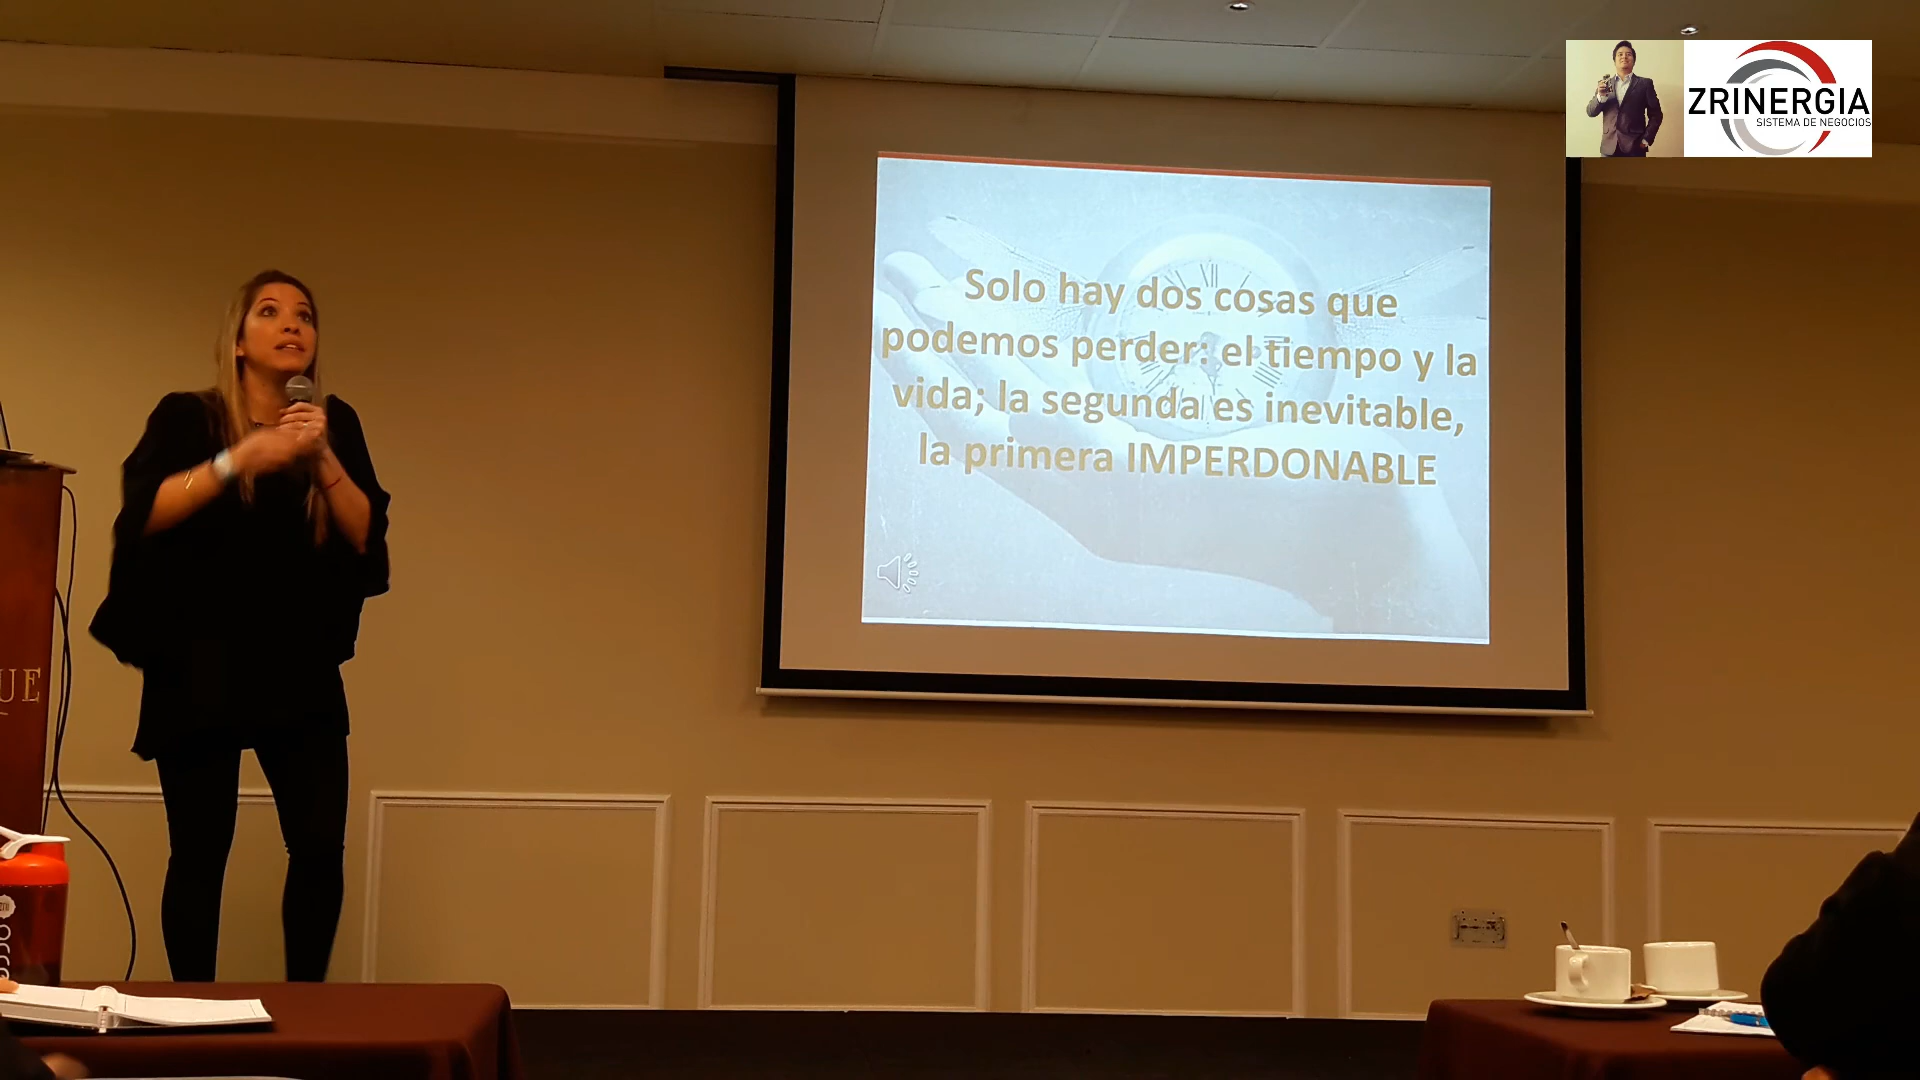 ZRINERGIA
SISTEMA DE NEGOCIOS
Solo hay dos cosas que
podemos perder: el tiempo y la
vida; la segunda es inevitable,
la primera IMPERDONABLE
UE